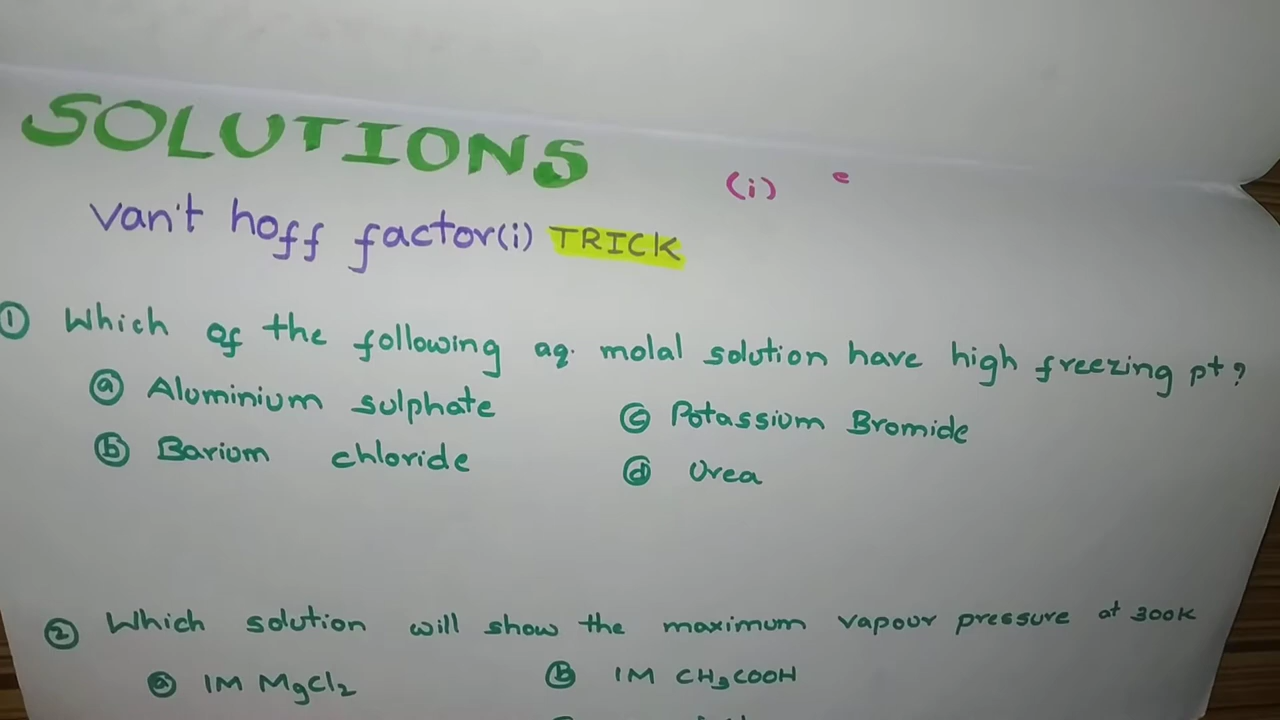 SOLUTIONS
(i)
Van't hoff factor(i) TRICK
① Which of the following aq. molal solution have high freezing pt?
ⓐ Aluminium sulphate
ⓒ Potassium Bromide
ⓑ Barium chloride
ⓓ Urea
② Which solution will show the maximum vapour pressure at 300K
ⓐ 1M MgCl2
ⓑ 1M CH3COOH